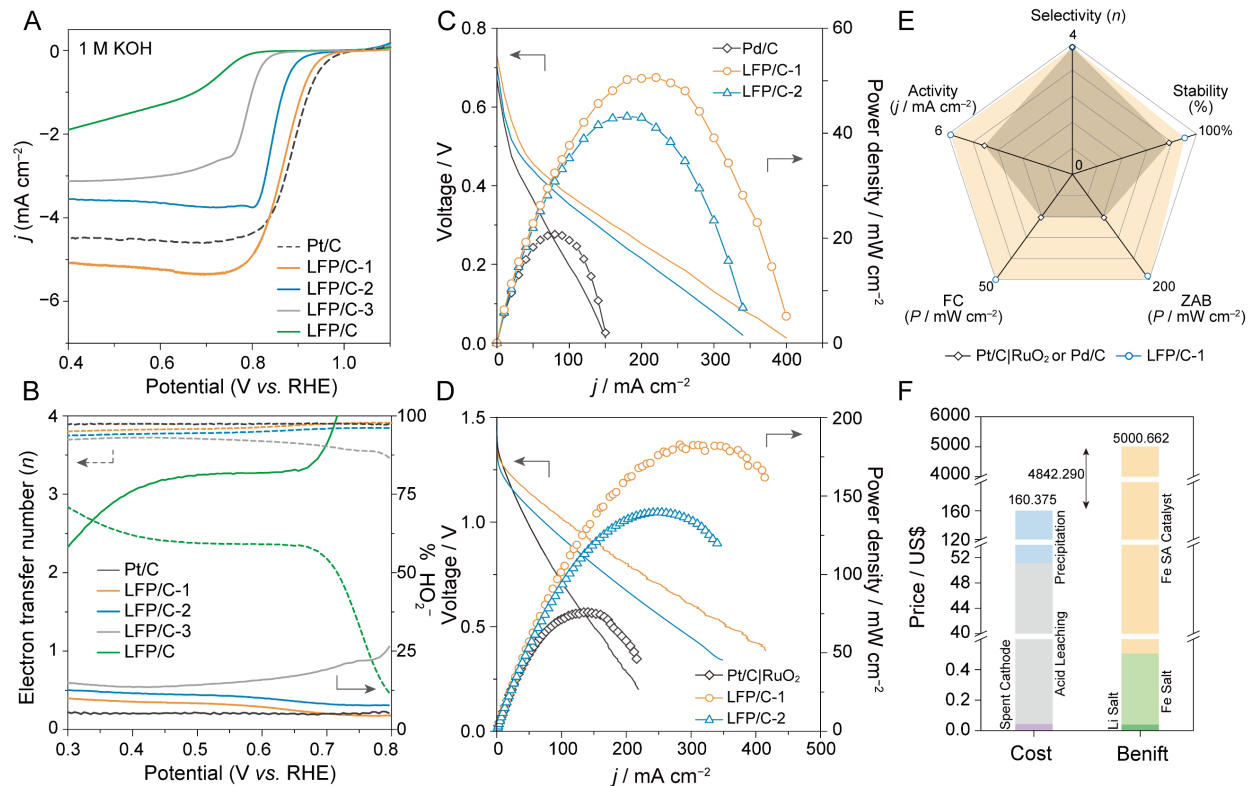 A
1 M KOH
0
−2
−4
−6
j (mA cm⁻²)
Pt/C
LFP/C-1
LFP/C-2
LFP/C-3
LFP/C
0.4 0.6 0.8 1.0
Potential (V vs. RHE)
B
4
3
2
1
0
Electron transfer number (n)
100
75
50
25
0
OH₂⁻ %
Pt/C
LFP/C-1
LFP/C-2
LFP/C-3
LFP/C
0.3 0.4 0.5 0.6 0.7 0.8
Potential (V vs. RHE)
C
0.8
0.6
0.4
0.2
0.0
Voltage / V
Pd/C
LFP/C-1
LFP/C-2
60
50
40
30
20
10
0
Power density / mW cm⁻²
0 100 200 300 400
j / mA cm⁻²
D
1.5
1.0
0.5
0.0
Voltage / V
200
150
100
50
0
Power density / mW cm⁻²
Pt/C|RuO₂
LFP/C-1
LFP/C-2
0 100 200 300 400 500
j / mA cm⁻²
E
Selectivity (n)
4
Activity
(j / mA cm⁻²)
6
Stability
(%)
100%
0
50
FC
(P / mW cm⁻²)
200
ZAB
(P / mW cm⁻²)
Pt/C|RuO₂ or Pd/C
LFP/C-1
F
6000
5000
4000
160
120
52
48
44
40
0.4
0.2
0.0
Price / US$
5000.662
4842.290
160.375
Spent Cathode
Acid Leaching
Precipitation
Li Salt
Fe Salt
Fe SA Catalyst
Cost Benift